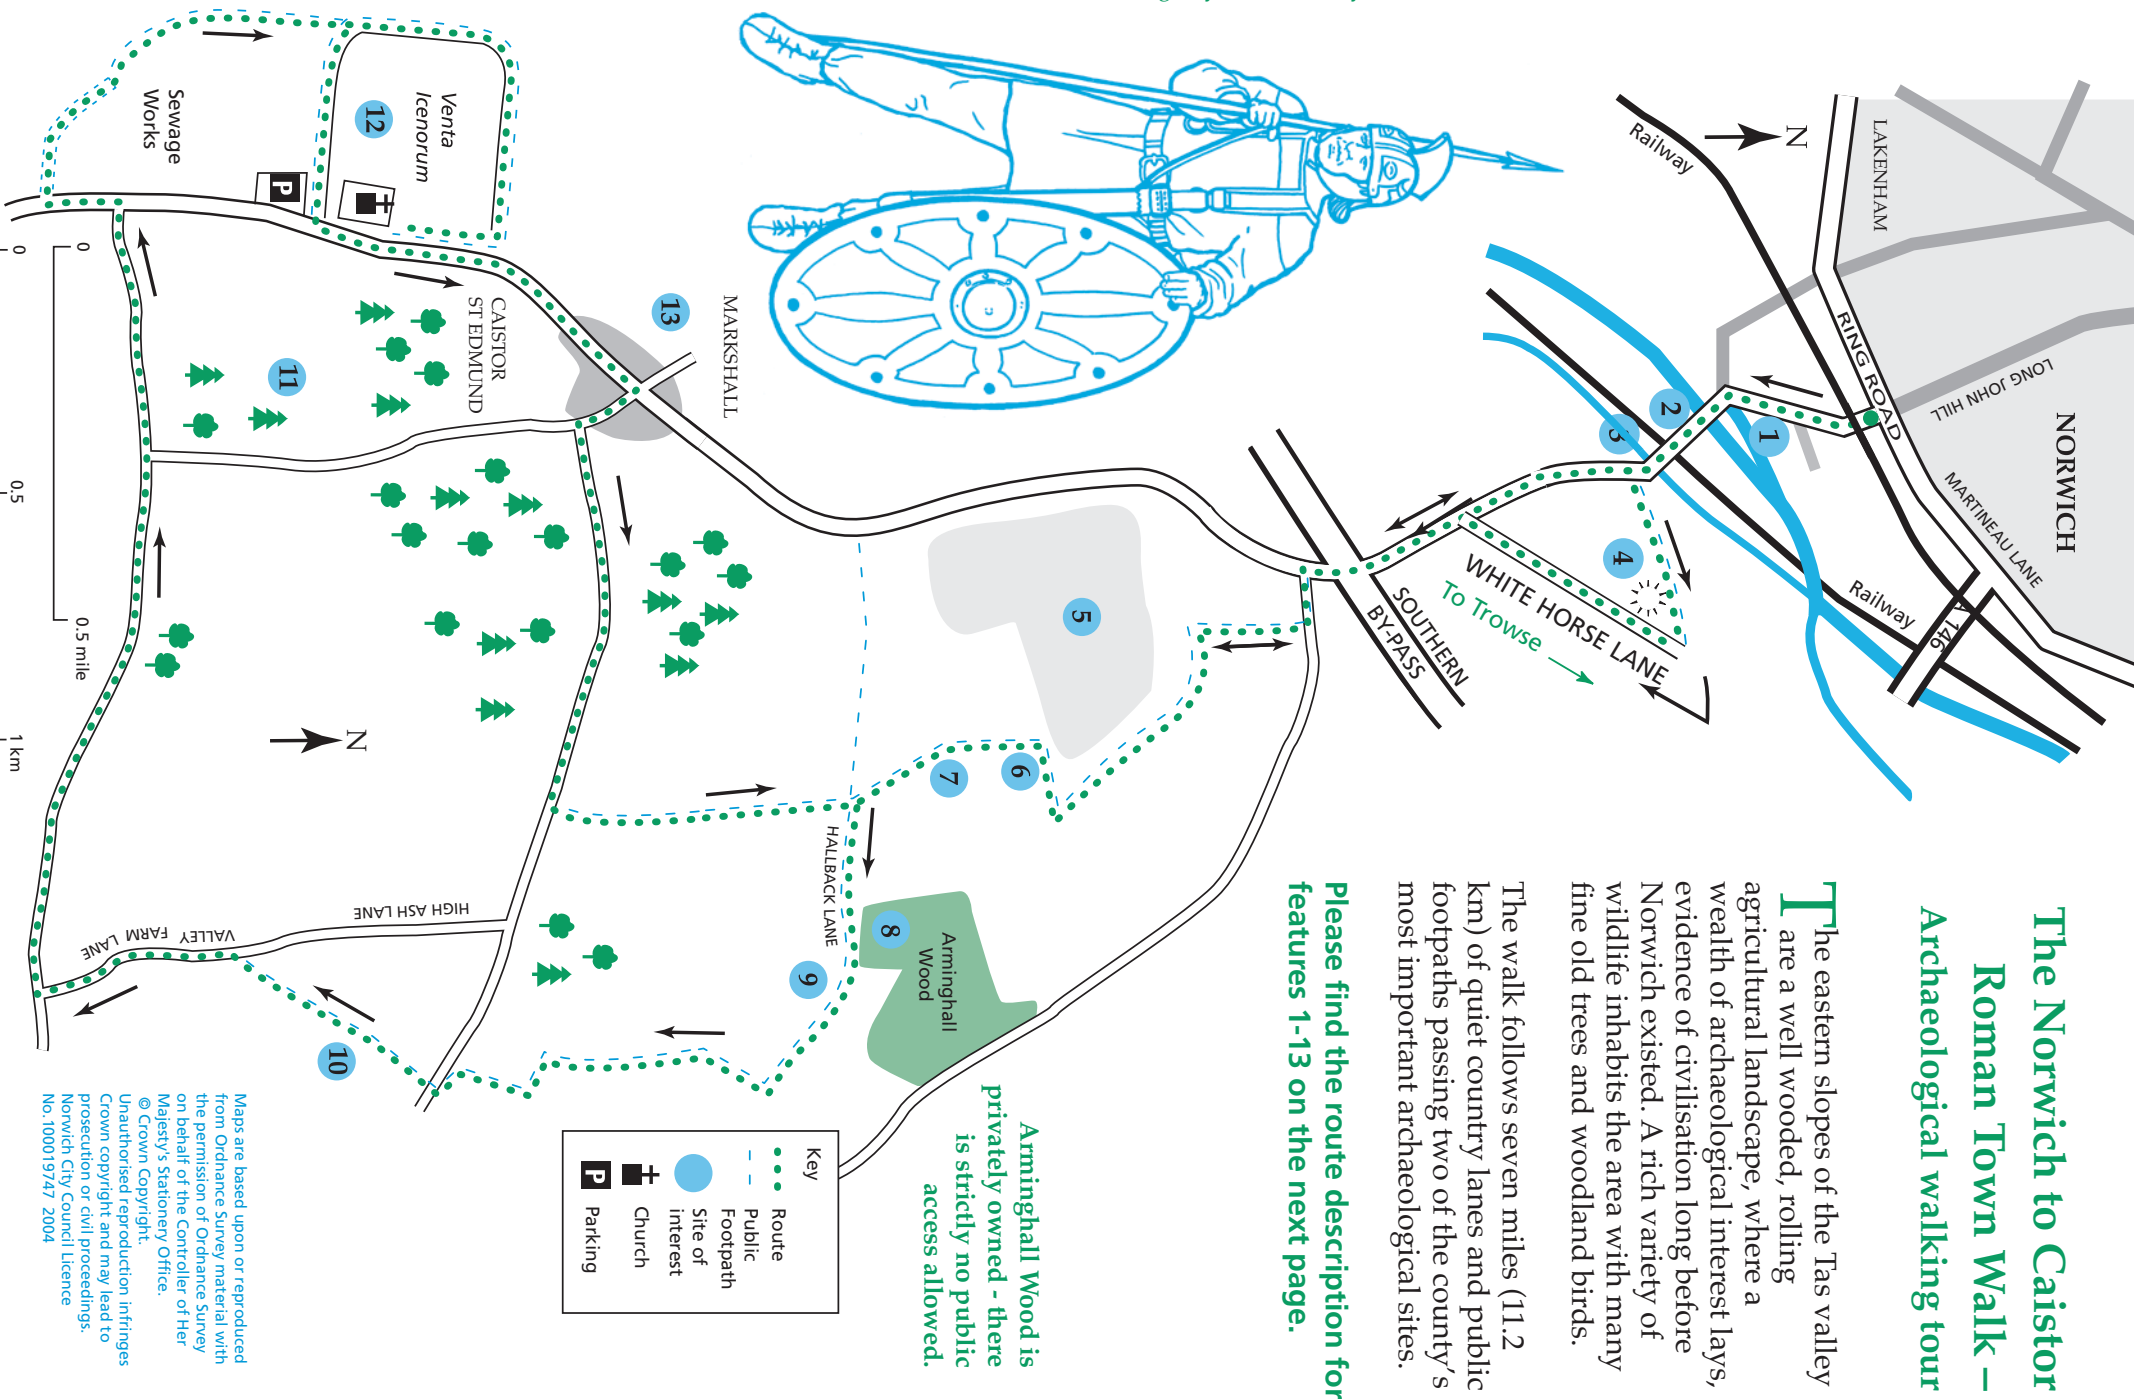 The Norwich to Caistor
Roman Town Walk –
Archaeological walking tour
The eastern slopes of the Tas valley
are a well wooded, rolling
agricultural landscape, where a
wealth of archaeological interest lays,
evidence of civilisation long before
Norwich existed. A rich variety of
wildlife inhabits the area with many
fine old trees and woodland birds.
The walk follows seven miles (11.2
km) of quiet country lanes and public
footpaths passing two of the county's
most important archaeological sites.
Please find the route description for
features 1-13 on the next page.
Arminghall Wood is
privately owned - there
is strictly no public
access allowed.
NORWICH
LAKENHAM
LONG JOHN HILL
RING ROAD
MARTINEAU LANE
N
Railway
Railway
A 146
1
2
3
4
WHITE HORSE LANE
To Trowse
SOUTHERN
BY-PASS
5
6
7
8
Arminghall
Wood
9
HALLBACK LANE
10
HIGH ASH LANE
VALLEY FARM LANE
MARKSHALL
13
CAISTOR
ST EDMUND
11
Venta
Icenorum
12
P
Sewage
Works
N
0
0.5 mile
0
0.5
1 km
Key
Route
Public
Footpath
Site of
interest
Church
P
Parking
Maps are based upon or reproduced
from Ordnance Survey material with
the permission of Ordnance Survey
on behalf of the Controller of Her
Majesty's Stationery Office.
© Crown Copyright.
Unauthorised reproduction infringes
Crown copyright and may lead to
prosecution or civil proceedings.
Norwich City Council Licence
No.100019747 2004